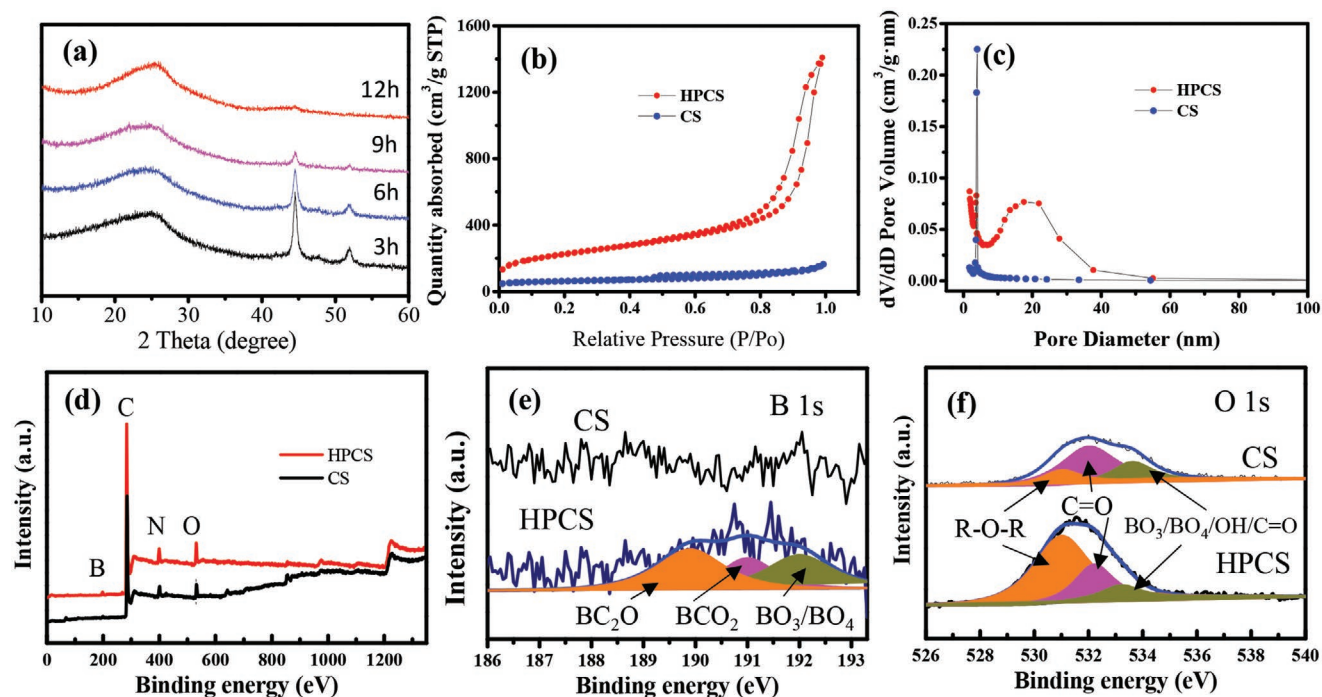 (a)
12h
9h
6h
3h
10 20 30 40 50 60
2 Theta (degree)
(b)
Quantity absorbed (cm³/g STP)
1600
1200
800
400
0
HPCS
CS
0.0 0.2 0.4 0.6 0.8 1.0
Relative Pressure (P/Po)
(c)
dV/dD Pore Volume (cm³/g·nm)
0.25
0.20
0.15
0.10
0.05
0.00
HPCS
CS
0 20 40 60 80 100
Pore Diameter (nm)
(d)
Intensity (a.u.)
C
HPCS
CS
B
N
O
0 200 400 600 800 1000 1200
Binding energy (eV)
(e)
B 1s
Intensity (a.u.)
CS
HPCS
BC₂O
BCO₂
BO₃/BO₄
186 187 188 189 190 191 192 193
Binding energy (eV)
(f)
O 1s
Intensity (a.u.)
CS
C=O
R-O-R
BO₃/BO₄/OH/C=O
HPCS
526 528 530 532 534 536 538 540
Binding energy (eV)